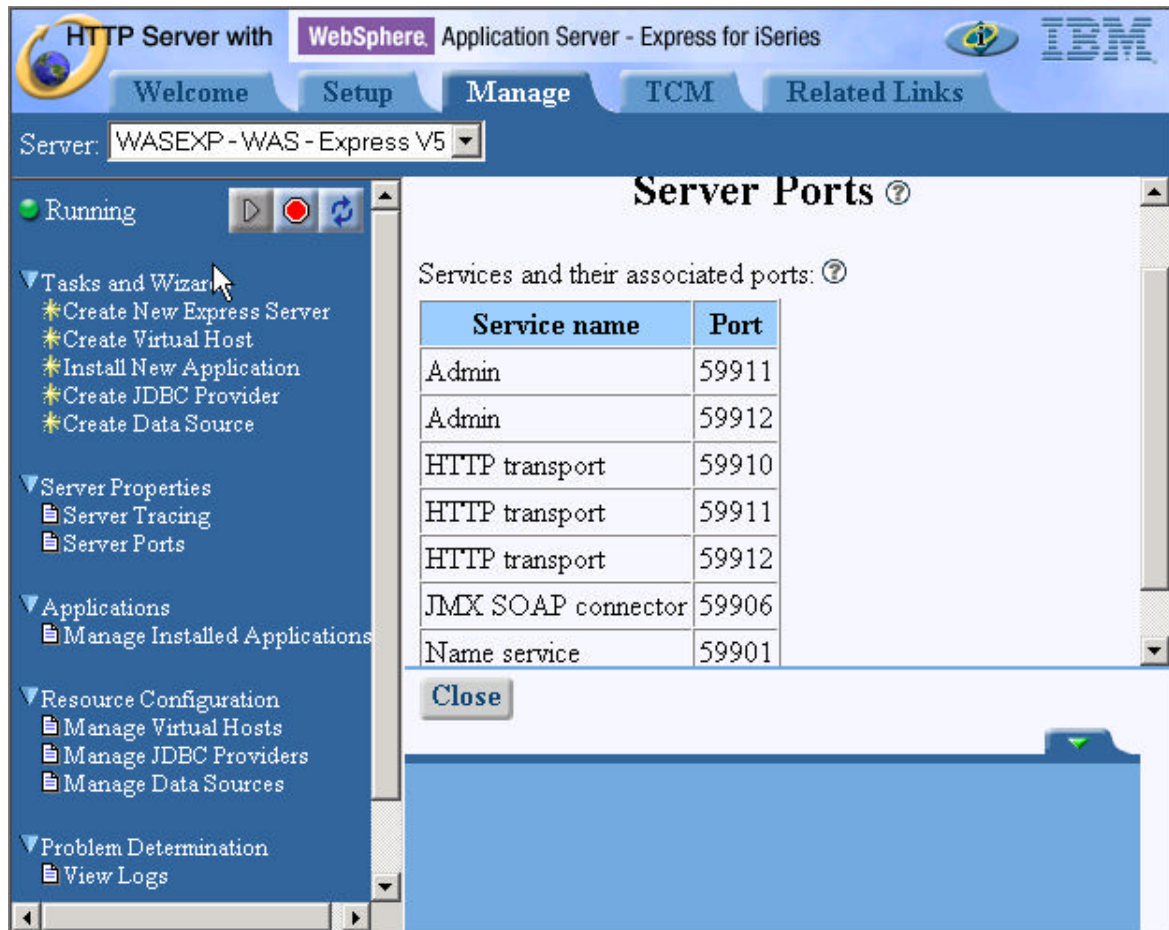 HTTP Server with WebSphere. Application Server - Express for iSeries IBM
Welcome Setup Manage TCM Related Links
Server: WASEXP - WAS - Express V5
Running
Tasks and Wizar
Create New Express Server
Create Virtual Host
Install New Application
Create JDBC Provider
Create Data Source
Server Properties
Server Tracing
Server Ports
Applications
Manage Installed Applications
Resource Configuration
Manage Virtual Hosts
Manage JDBC Providers
Manage Data Sources
Problem Determination
View Logs
Server Ports ?
Services and their associated ports: ?
Service name Port
Admin 59911
Admin 59912
HTTP transport 59910
HTTP transport 59911
HTTP transport 59912
JMX SOAP connector 59906
Name service 59901
Close